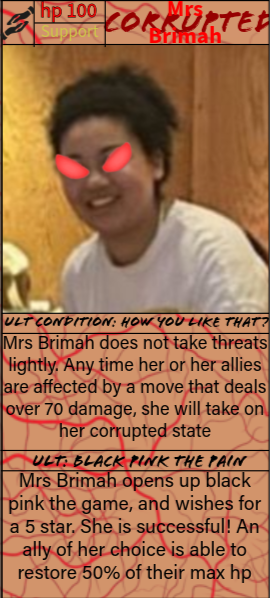 hp 100
Support
CORRUPTED
Mrs
Brimah
ULT CONDITION: HOW YOU LIKE THAT?
Mrs Brimah does not take threats
lightly. Any time her or her allies
are affected by a move that deals
over 70 damage, she will take on
her corrupted state
ULT: BLACK PINK THE PAIN
Mrs Brimah opens up black
pink the game, and wishes for
a 5 star. She is successful! An
ally of her choice is able to
restore 50% of their max hp